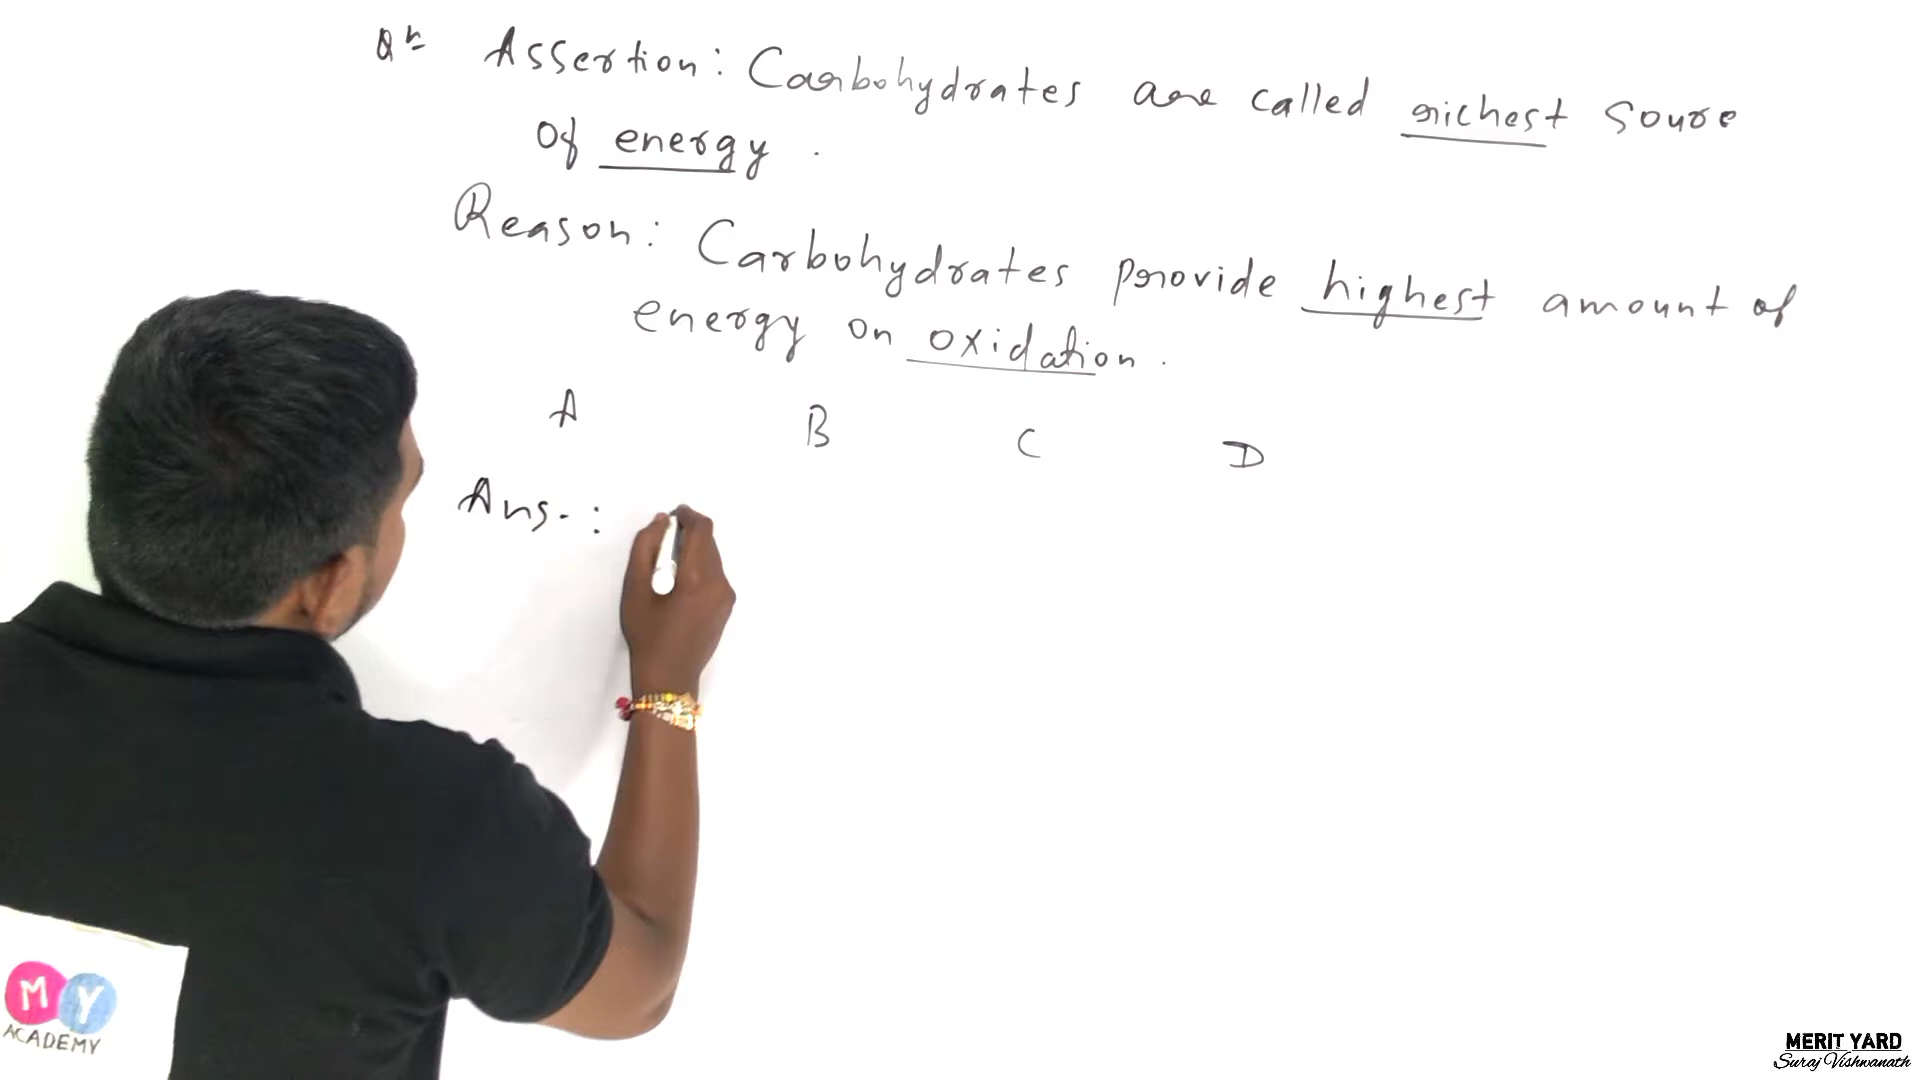 Qn Assertion: Carbohydrates are called richest Soure
Of energy.
Reason: Carbohydrates provide highest amount of
energy on oxidation.
A B C D
Ans.:
M Y
ACADEMY
MERIT YARD
Suraj Vishwanath